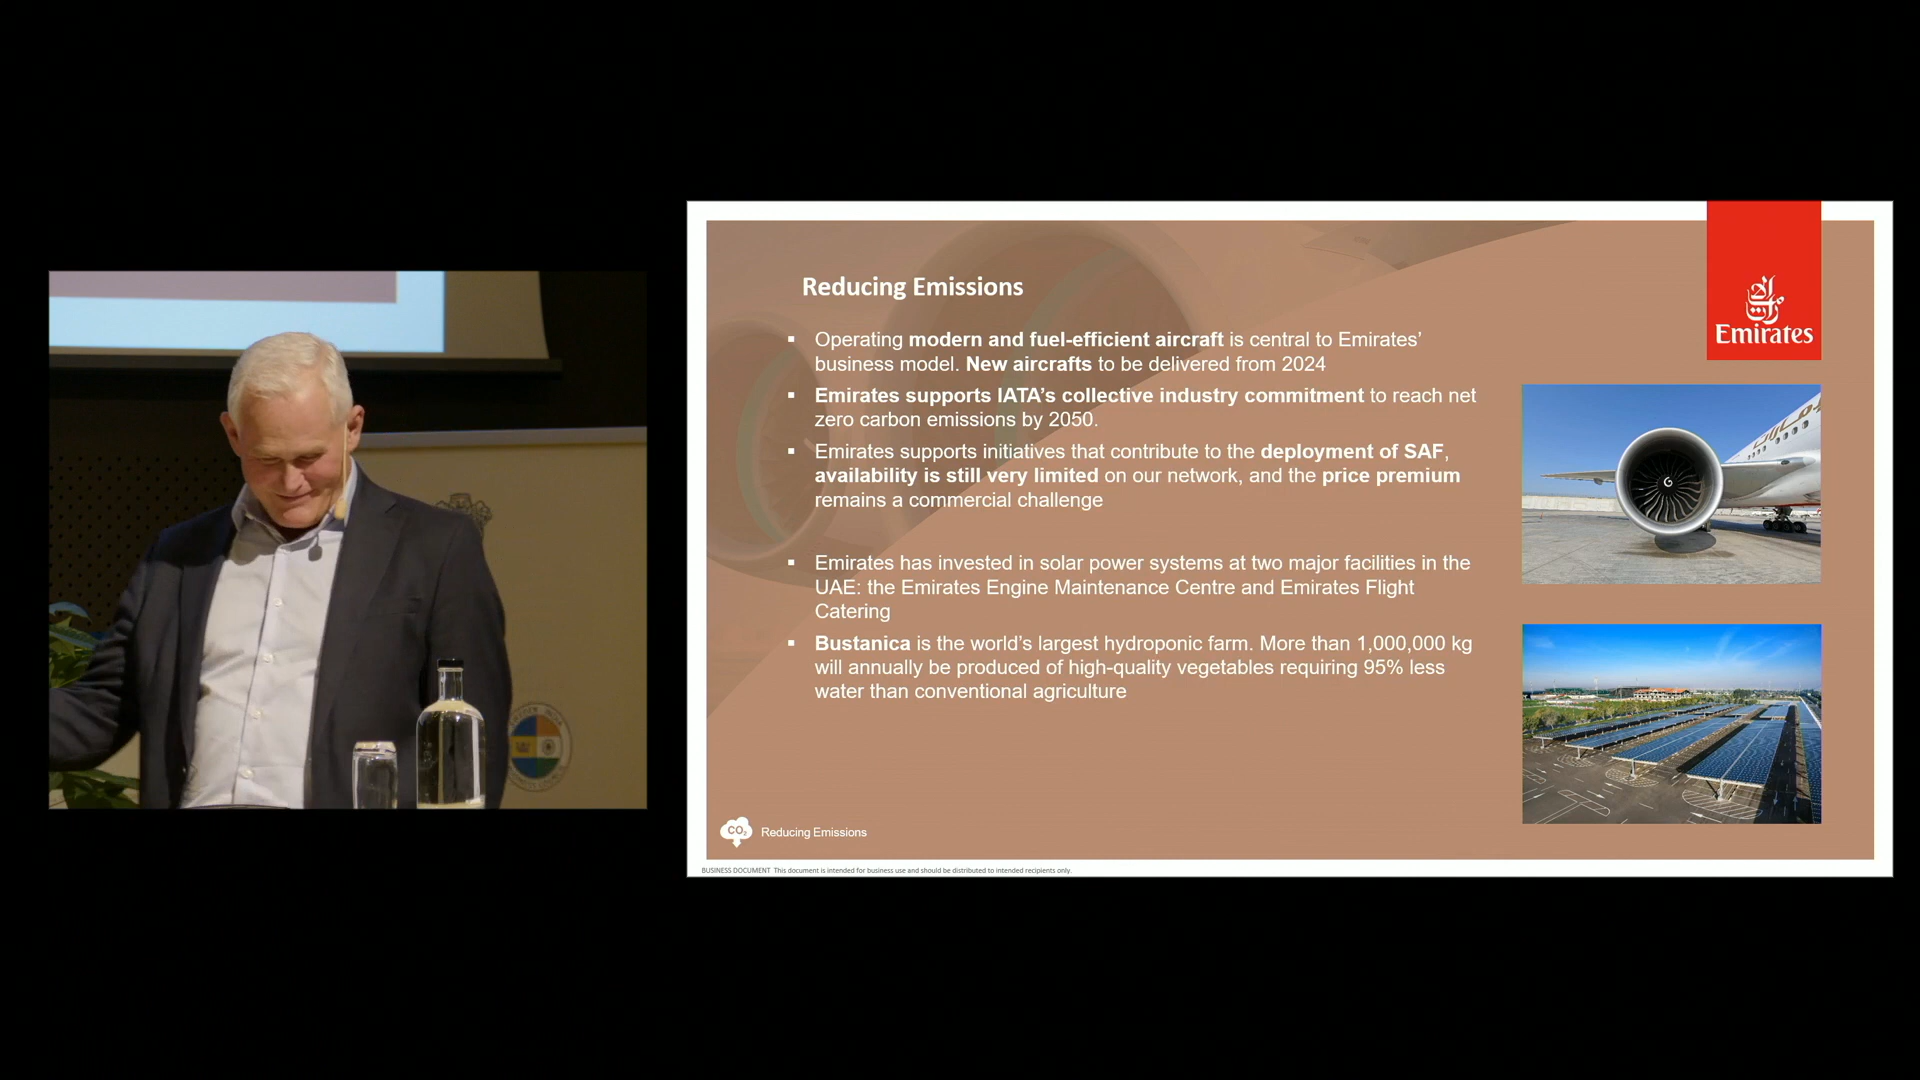 Reducing Emissions
Emirates
▪ Operating modern and fuel-efficient aircraft is central to Emirates’
business model. New aircrafts to be delivered from 2024
▪ Emirates supports IATA’s collective industry commitment to reach net
zero carbon emissions by 2050.
▪ Emirates supports initiatives that contribute to the deployment of SAF,
availability is still very limited on our network, and the price premium
remains a commercial challenge
▪ Emirates has invested in solar power systems at two major facilities in the
UAE: the Emirates Engine Maintenance Centre and Emirates Flight
Catering
▪ Bustanica is the world’s largest hydroponic farm. More than 1,000,000 kg
will annually be produced of high-quality vegetables requiring 95% less
water than conventional agriculture
CO₂ Reducing Emissions
BUSINESS DOCUMENT This document is intended for business use and should be distributed to intended recipients only.